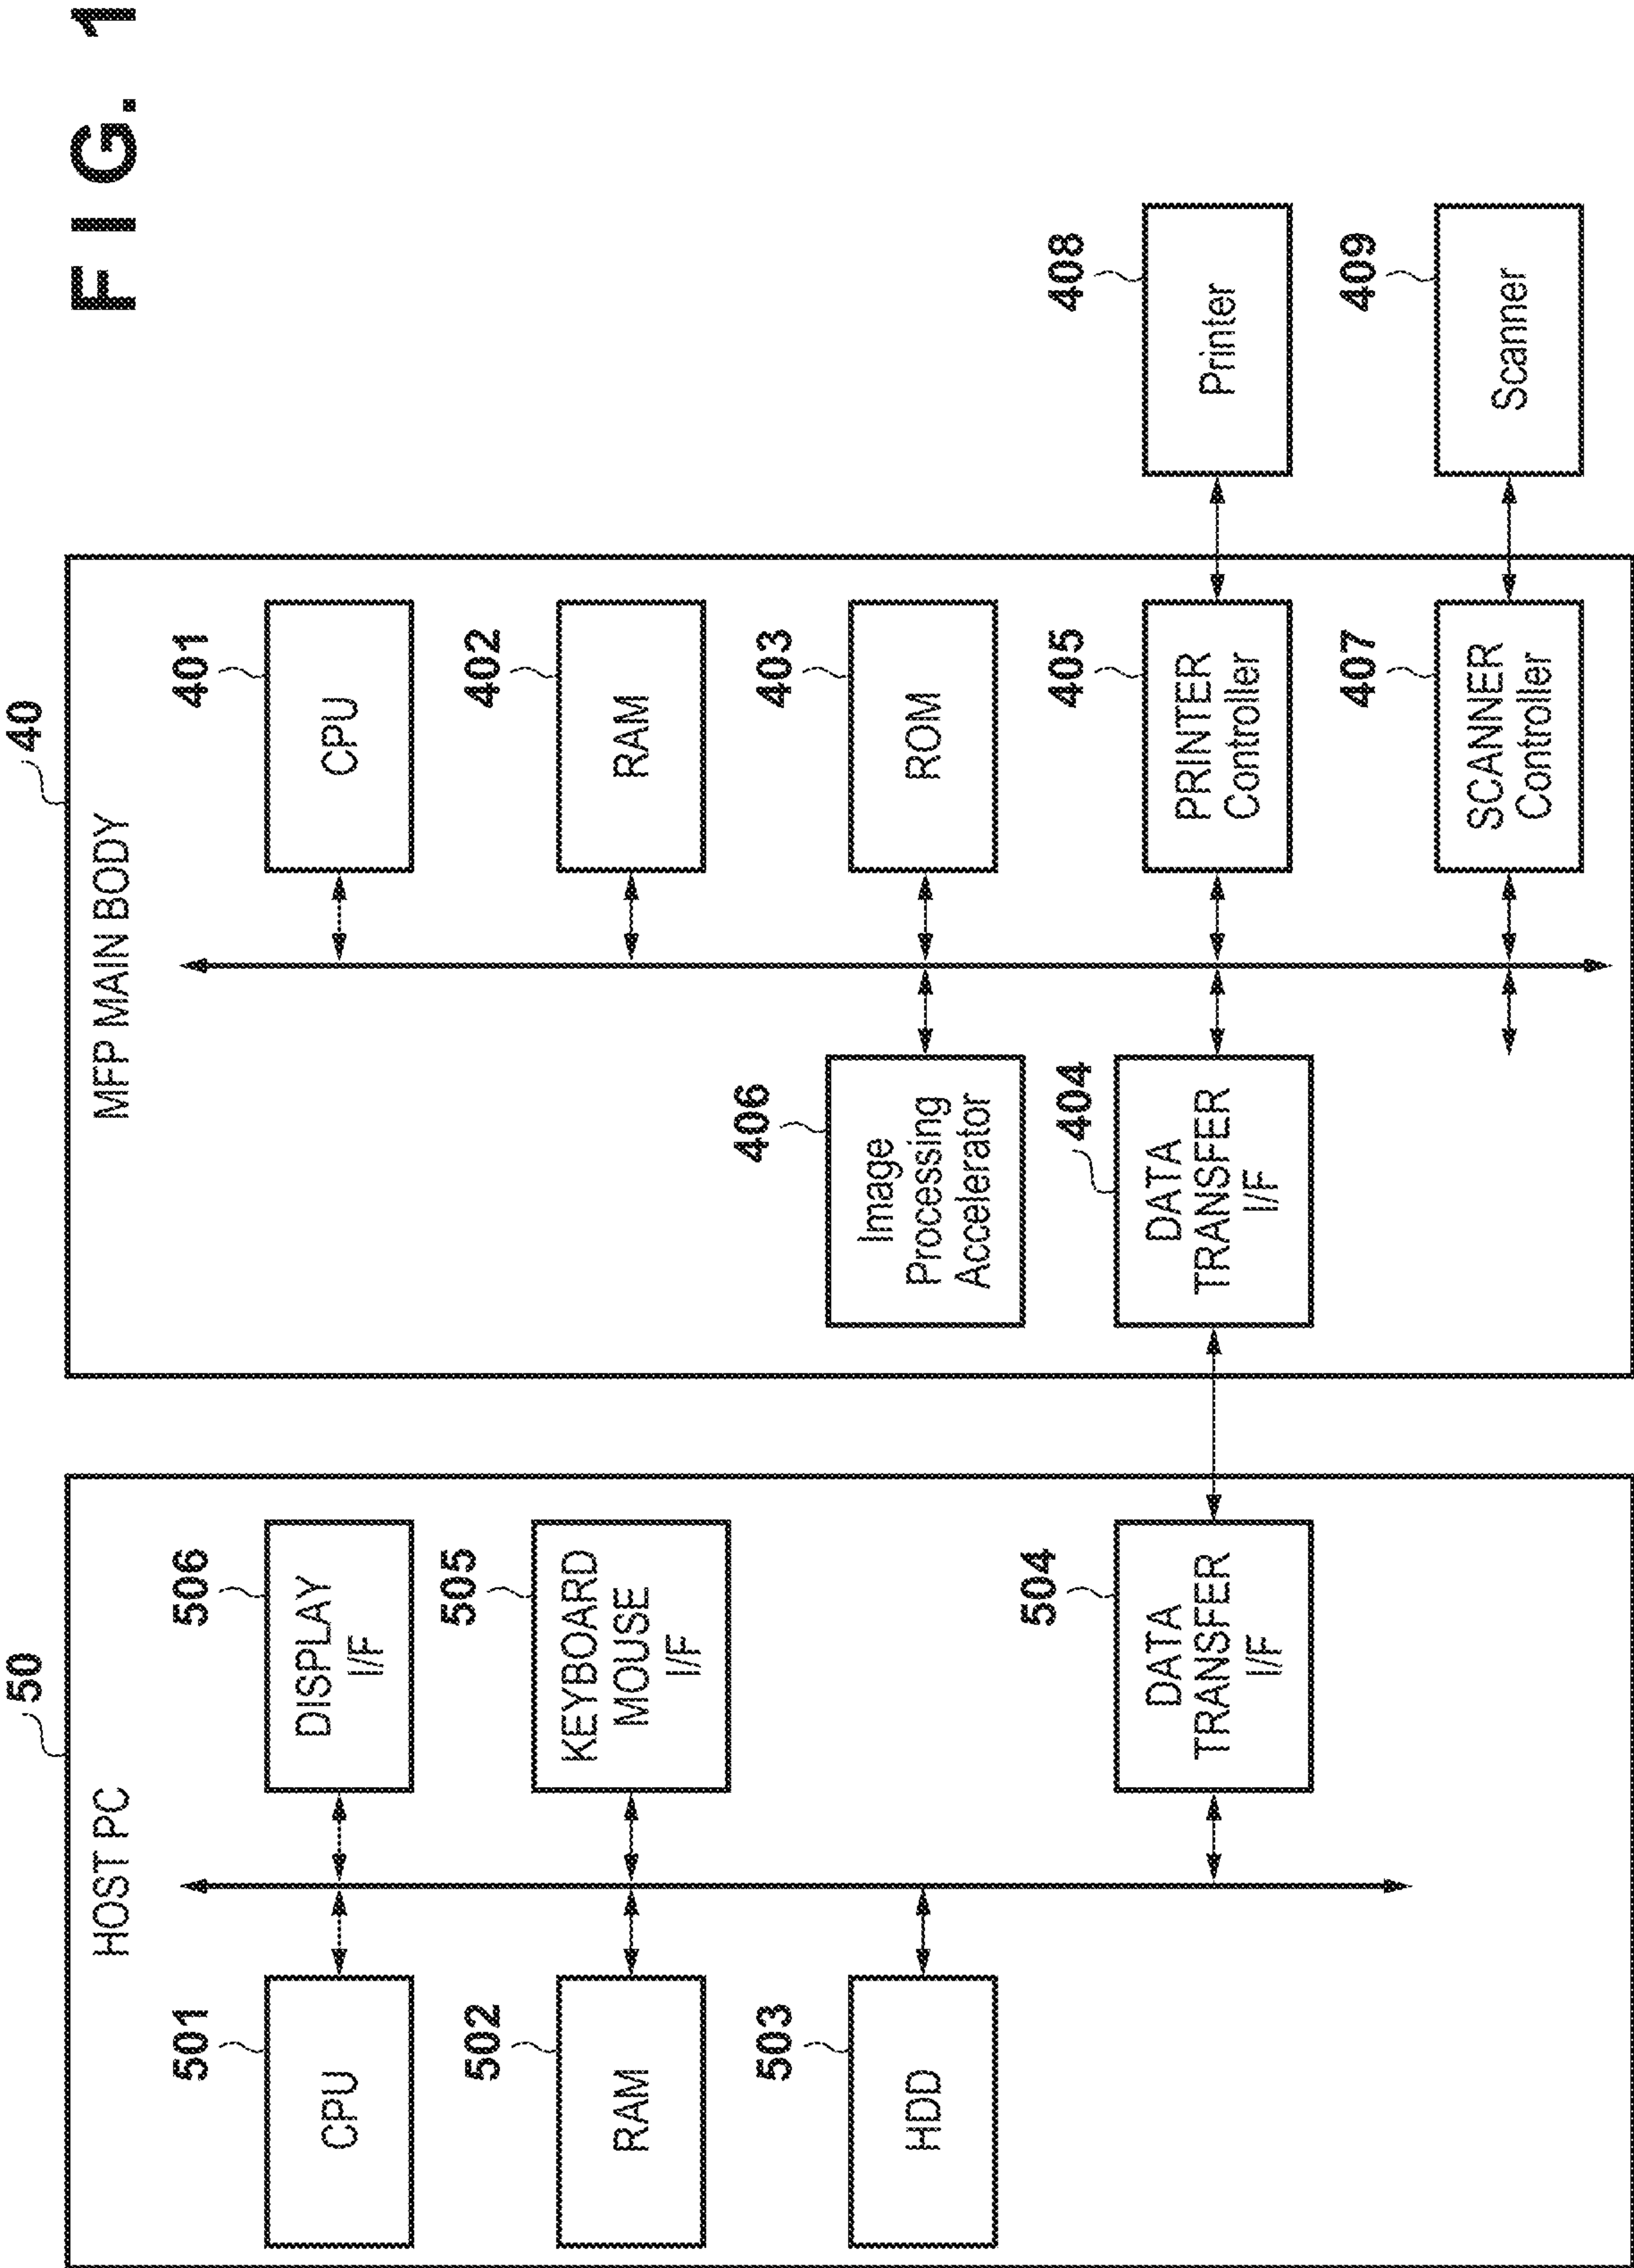 FIG. 1
50
HOST PC
501
CPU
506
DISPLAY
I/F
502
RAM
505
KEYBOARD
MOUSE
I/F
503
HDD
504
DATA
TRANSFER
I/F
40
MFP MAIN BODY
401
CPU
402
RAM
406
Image
Processing
Accelerator
403
ROM
404
DATA
TRANSFER
I/F
405
PRINTER
Controller
407
SCANNER
Controller
408
Printer
409
Scanner